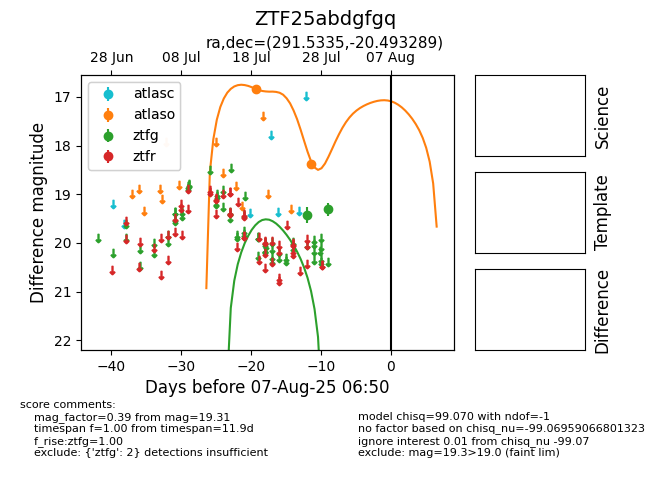 ZTF25abdgfgq
ra,dec=(291.5335,-20.493289)
28 Jun 08 Jul 18 Jul 28 Jul 07 Aug
atlasc
atlaso
ztfg
ztfr
17
18
19
20
21
22
Difference magnitude
−40 −30 −20 −10 0
Days before 07-Aug-25 06:50
Science
Template
Difference
score comments:
mag_factor=0.39 from mag=19.31
timespan f=1.00 from timespan=11.9d
f_rise:ztfg=1.00
exclude: {'ztfg': 2} detections insufficient
model chisq=99.070 with ndof=-1
no factor based on chisq_nu=-99.06959066801323
ignore interest 0.01 from chisq_nu -99.07
exclude: mag=19.3>19.0 (faint lim)